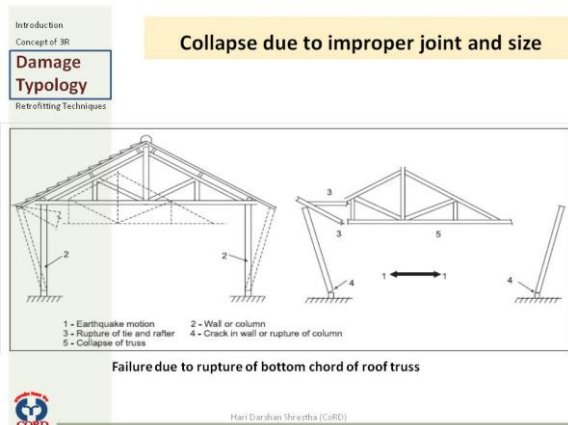 Introduction
Concept of 3R
Damage
Typology
Retrofitting Techniques
Collapse due to improper joint and size
2
2
3
3
5
1
1
4
4
1 - Earthquake motion 2 - Wall or column
3 - Rupture of tie and rafter 4 - Crack in wall or rupture of column
5 - Collapse of truss
Failure due to rupture of bottom chord of roof truss
CORD
Hari Darshan Shrestha (CoRD)